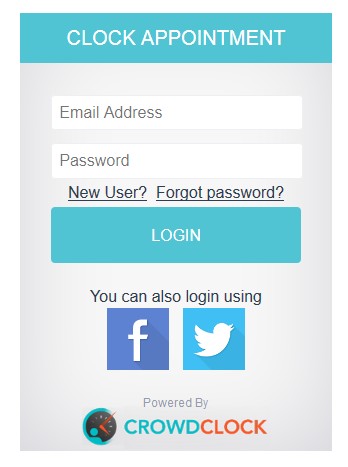 CLOCK APPOINTMENT
Email Address
Password
New User? Forgot password?
LOGIN
You can also login using
f
Powered By
CROWDCLOCK